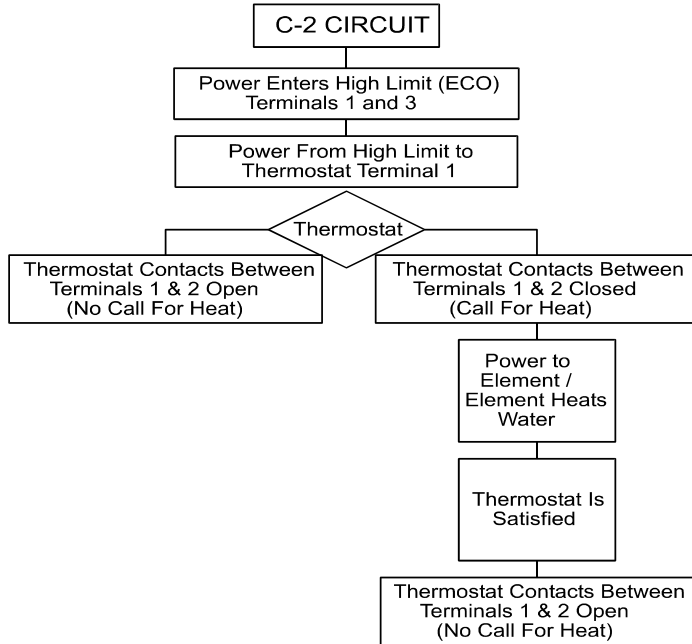 C-2 CIRCUIT
Power Enters High Limit (ECO)
Terminals 1 and 3
Power From High Limit to
Thermostat Terminal 1
Thermostat
Thermostat Contacts Between
Terminals 1 & 2 Open
(No Call For Heat)
Thermostat Contacts Between
Terminals 1 & 2 Closed
(Call For Heat)
Power to
Element /
Element Heats
Water
Thermostat Is
Satisfied
Thermostat Contacts Between
Terminals 1 & 2 Open
(No Call For Heat)